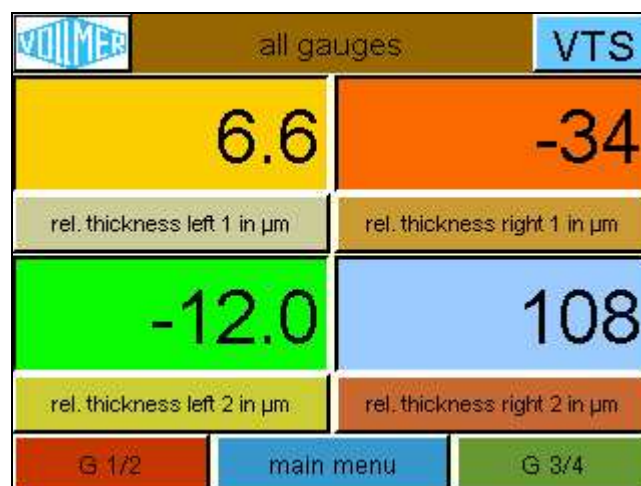 VOLLMER
all gauges
VTS
6.6
-34
rel. thickness left 1 in µm
rel. thickness right 1 in µm
-12.0
108
rel. thickness left 2 in µm
rel. thickness right 2 in µm
G 1/2
main menu
G 3/4